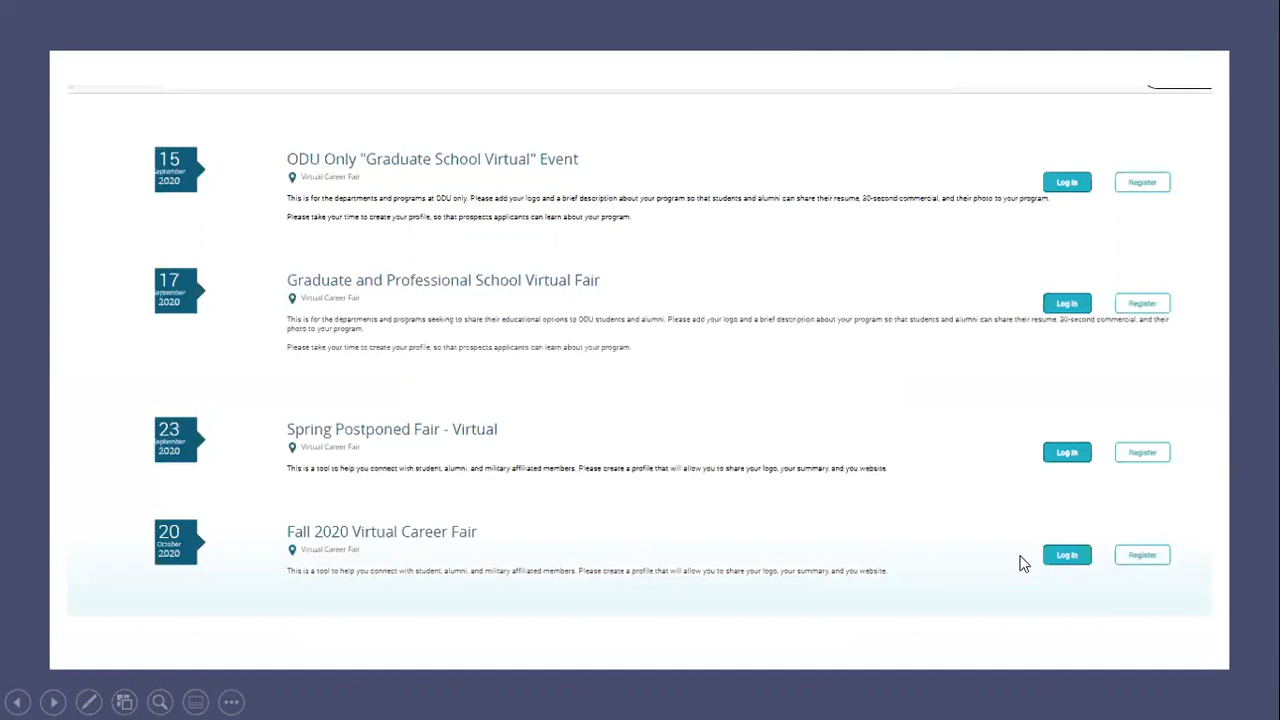 15
September
2020
ODU Only "Graduate School Virtual" Event
Virtual Career Fair
Log In
Register
This is for the departments and programs at ODU only. Please add your logo and a brief description about your program so that students and alumni can share their resume, 30-second commercial, and their photo to your program.
Please take your time to create your profile, so that prospects applicants can learn about your program.
17
September
2020
Graduate and Professional School Virtual Fair
Virtual Career Fair
Log In
Register
This is for the departments and programs seeking to share their educational options to ODU students and alumni. Please add your logo and a brief description about your program so that students and alumni can share their resume, 30-second commercial, and their
photo to your program.
Please take your time to create your profile, so that prospects applicants can learn about your program.
23
September
2020
Spring Postponed Fair - Virtual
Virtual Career Fair
Log In
Register
This is a tool to help you connect with student, alumni, and military affiliated members. Please create a profile that will allow you to share your logo, your summary, and you website.
20
October
2020
Fall 2020 Virtual Career Fair
Virtual Career Fair
Log In
Register
This is a tool to help you connect with student, alumni, and military affiliated members. Please create a profile that will allow you to share your logo, your summary, and you website.